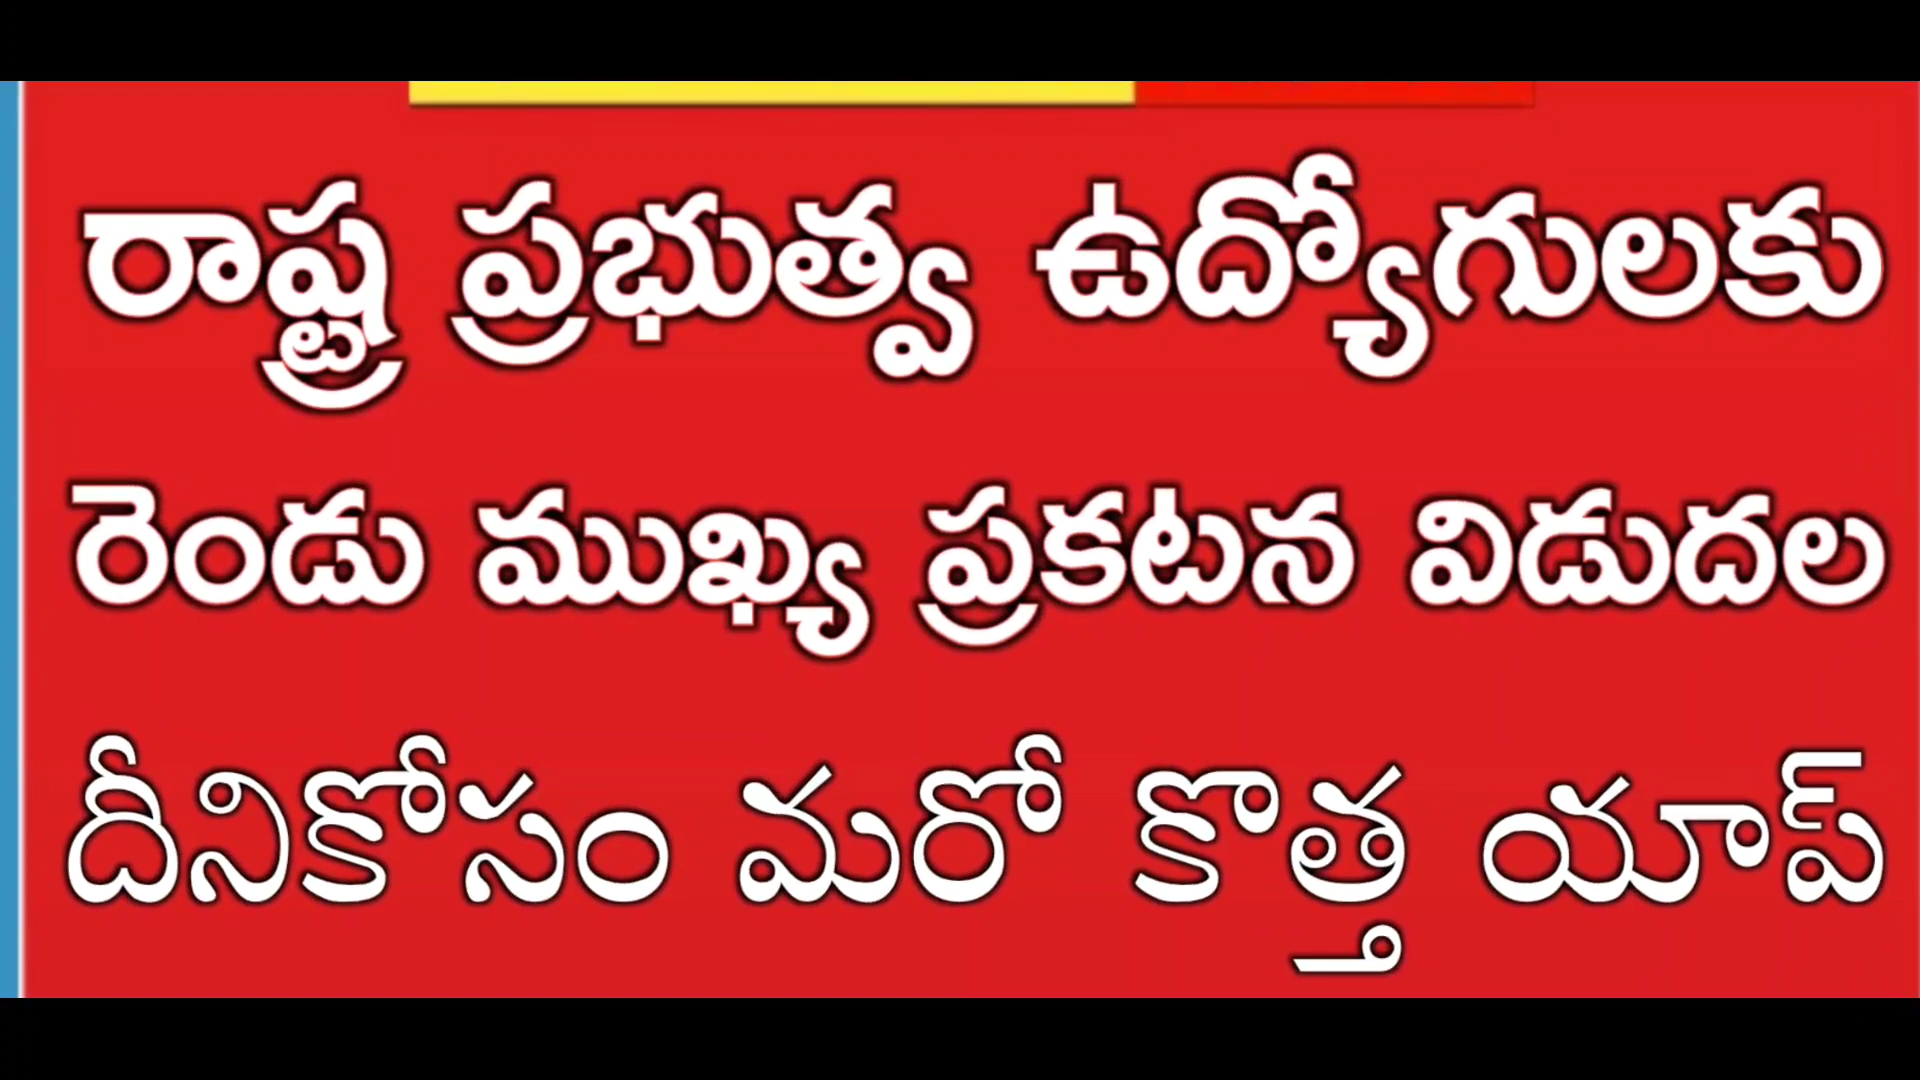 రాష్ట్ర ప్రభుత్వ ఉద్యోగులకు
రెండు ముఖ్య ప్రకటన విడుదల
దీనికోసం మరో కొత్త యాప్